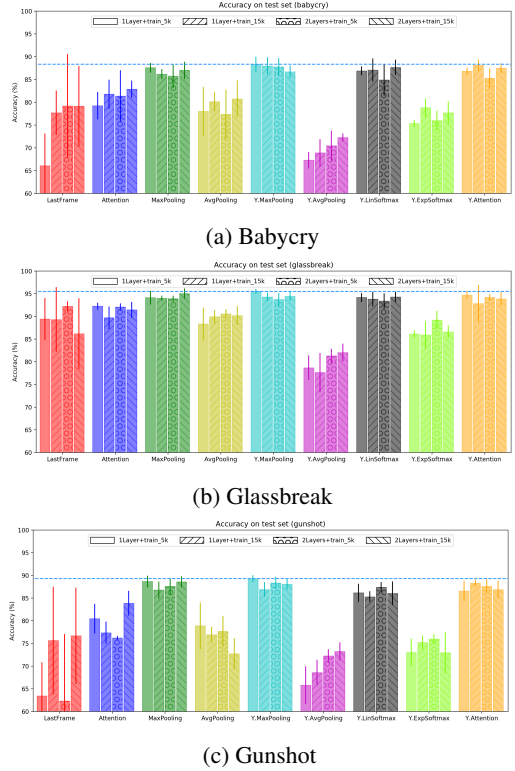 Accuracy on test set (babycry)
1Layer+train_5k 1Layer+train_15k 2Layers+train_5k 2Layers+train_15k
90
85
80
75
70
65
60
Accuracy (%)
LastFrame Attention MaxPooling AvgPooling Y.MaxPooling Y.AvgPooling Y.LinSoftmax Y.ExpSoftmax Y.Attention
(a) Babycry
Accuracy on test set (glassbreak)
1Layer+train_5k 1Layer+train_15k 2Layers+train_5k 2Layers+train_15k
100
95
90
85
80
75
70
65
60
Accuracy (%)
LastFrame Attention MaxPooling AvgPooling Y.MaxPooling Y.AvgPooling Y.LinSoftmax Y.ExpSoftmax Y.Attention
(b) Glassbreak
Accuracy on test set (gunshot)
1Layer+train_5k 1Layer+train_15k 2Layers+train_5k 2Layers+train_15k
100
95
90
85
80
75
70
65
60
Accuracy (%)
LastFrame Attention MaxPooling AvgPooling Y.MaxPooling Y.AvgPooling Y.LinSoftmax Y.ExpSoftmax Y.Attention
(c) Gunshot